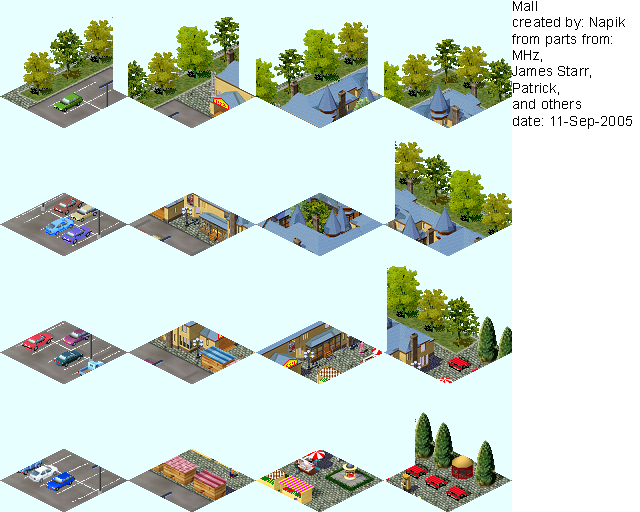 Mall
created by: Napik
from parts from:
MHz,
James Starr,
Patrick,
and others
date: 11-Sep-2005